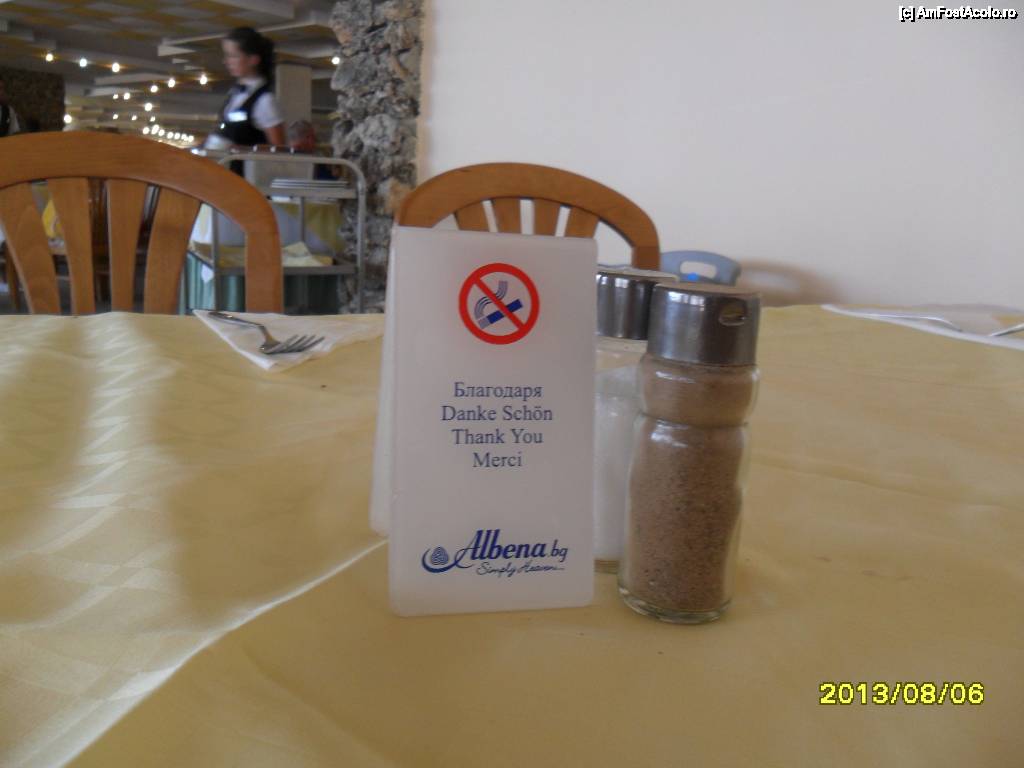 [c] AmFostAcolo.ro
Благодаря
Danke Schön
Thank You
Merci
Albena.bg
Simply Heaven...
2013/08/06